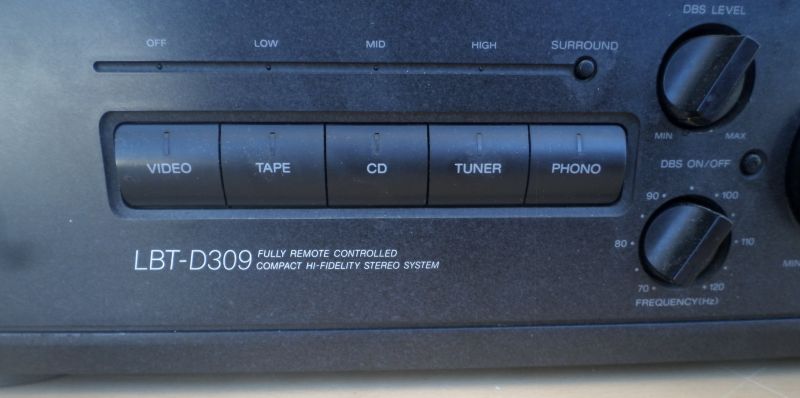 DBS LEVEL
OFF LOW MID HIGH SURROUND
MIN MAX
VIDEO TAPE CD TUNER PHONO
DBS ON/OFF
90 100
80 110
70 120
FREQUENCY(Hz)
LBT-D309 FULLY REMOTE CONTROLLED
COMPACT HI-FIDELITY STEREO SYSTEM
MIN